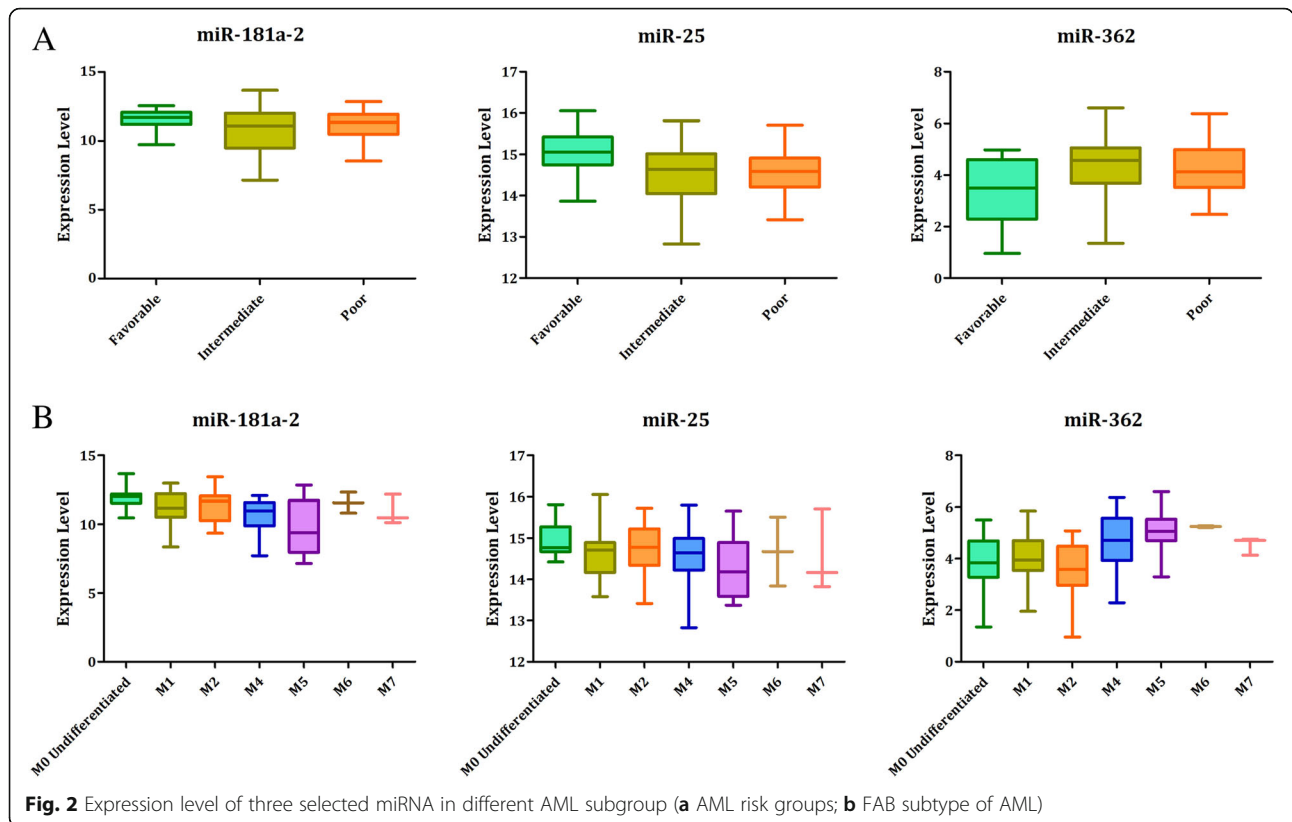 A
miR-181a-2
miR-25
miR-362
Expression Level
15
10
5
0
Favorable
Intermediate
Poor
Expression Level
17
16
15
14
13
12
Favorable
Intermediate
Poor
Expression Level
8
6
4
2
0
Favorable
Intermediate
Poor
B
miR-181a-2
miR-25
miR-362
Expression Level
15
10
5
0
M0 Undifferentiated
M1
M2
M4
M5
M6
M7
Expression Level
17
16
15
14
13
12
M0 Undifferentiated
M1
M2
M4
M5
M6
M7
Expression Level
8
6
4
2
0
M0 Undifferentiated
M1
M2
M4
M5
M6
M7
Fig. 2 Expression level of three selected miRNA in different AML subgroup (a AML risk groups; b FAB subtype of AML)